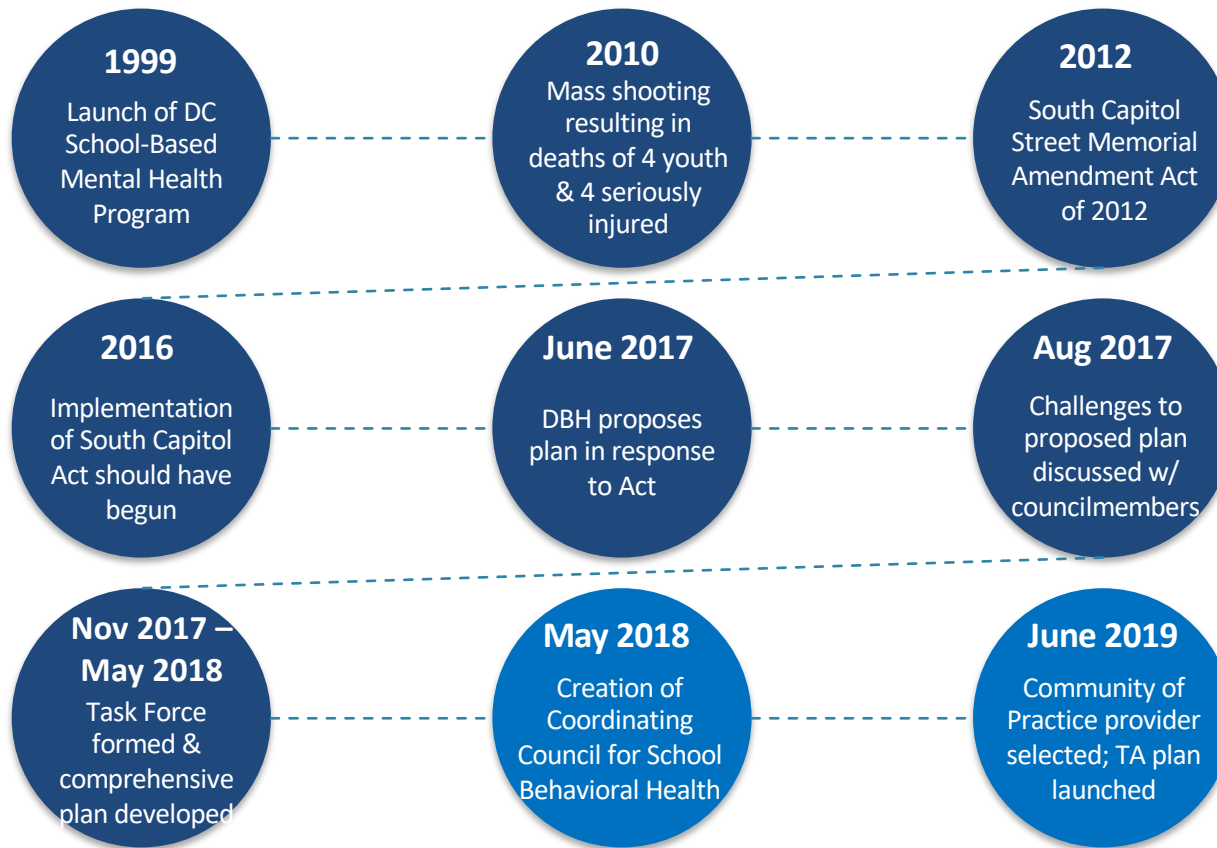 1999
Launch of DC
School-Based
Mental Health
Program
2010
Mass shooting
resulting in
deaths of 4 youth
& 4 seriously
injured
2012
South Capitol
Street Memorial
Amendment Act
of 2012
2016
Implementation
of South Capitol
Act should have
begun
June 2017
DBH proposes
plan in response
to Act
Aug 2017
Challenges to
proposed plan
discussed w/
councilmembers
Nov 2017 –
May 2018
Task Force
formed &
comprehensive
plan developed
May 2018
Creation of
Coordinating
Council for School
Behavioral Health
June 2019
Community of
Practice provider
selected; TA plan
launched